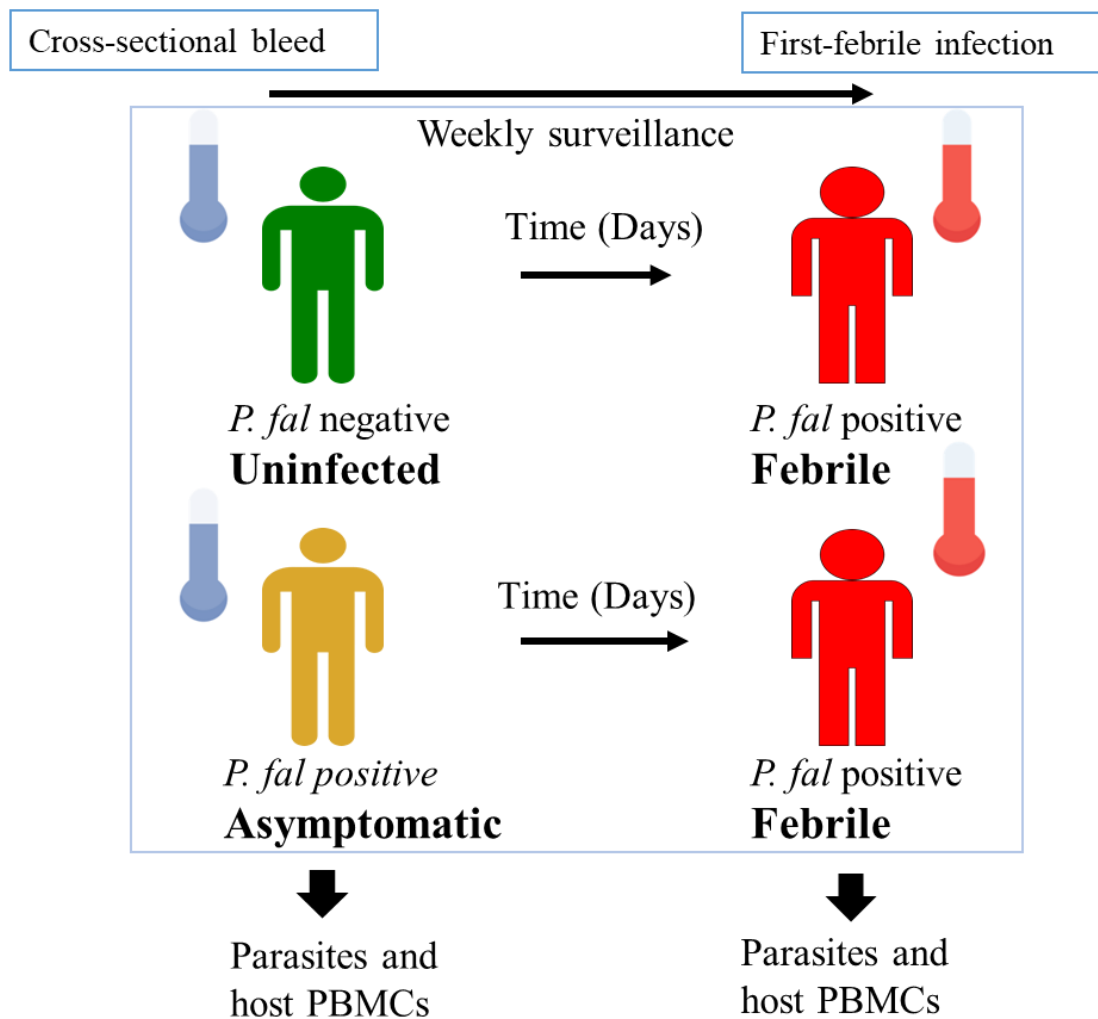 Cross-sectional bleed
First-febrile infection
Weekly surveillance
Time (Days)
P. fal negative
Uninfected
P. fal positive
Febrile
Time (Days)
P. fal positive
Asymptomatic
P. fal positive
Febrile
Parasites and
host PBMCs
Parasites and
host PBMCs